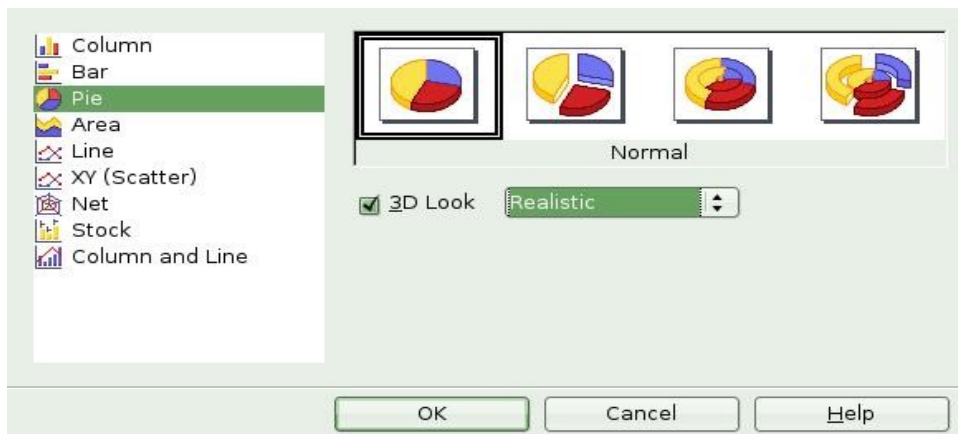 Column
Bar
Pie
Area
Line
XY (Scatter)
Net
Stock
Column and Line
Normal
3D Look Realistic
OK Cancel Help